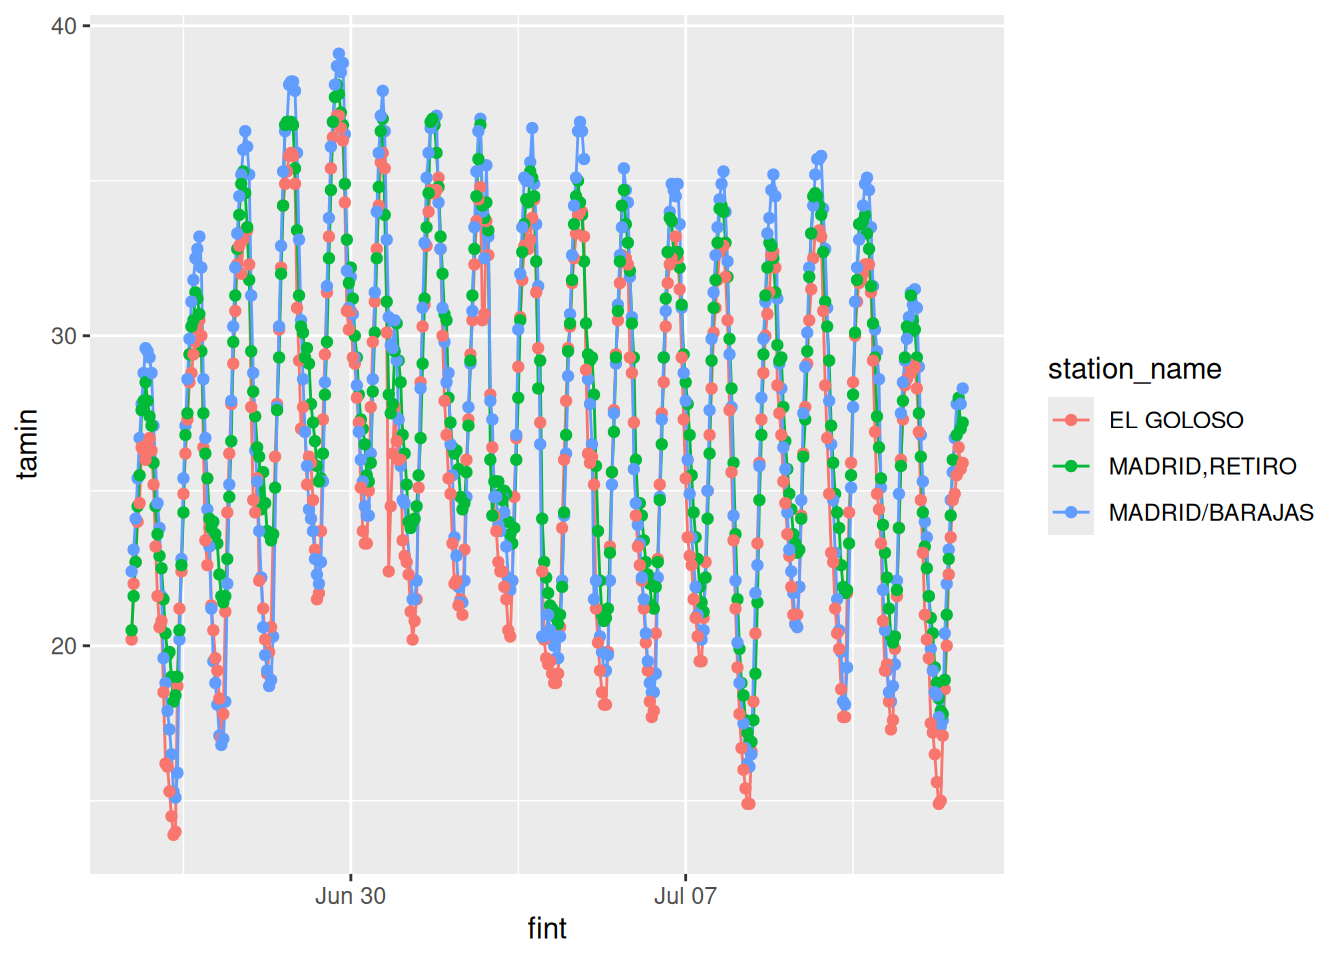 40
30
20
tamin
Jun 30
Jul 07
fint
station_name
EL GOLOSO
MADRID,RETIRO
MADRID/BARAJAS